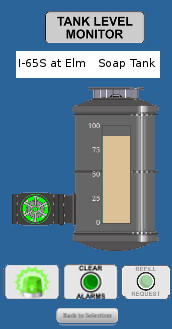 TANK LEVEL
MONITOR
I-65S at Elm Soap Tank
100
75
50
25
0
CLEAR
ALARMS
REFILL
REQUEST
Back to Selection